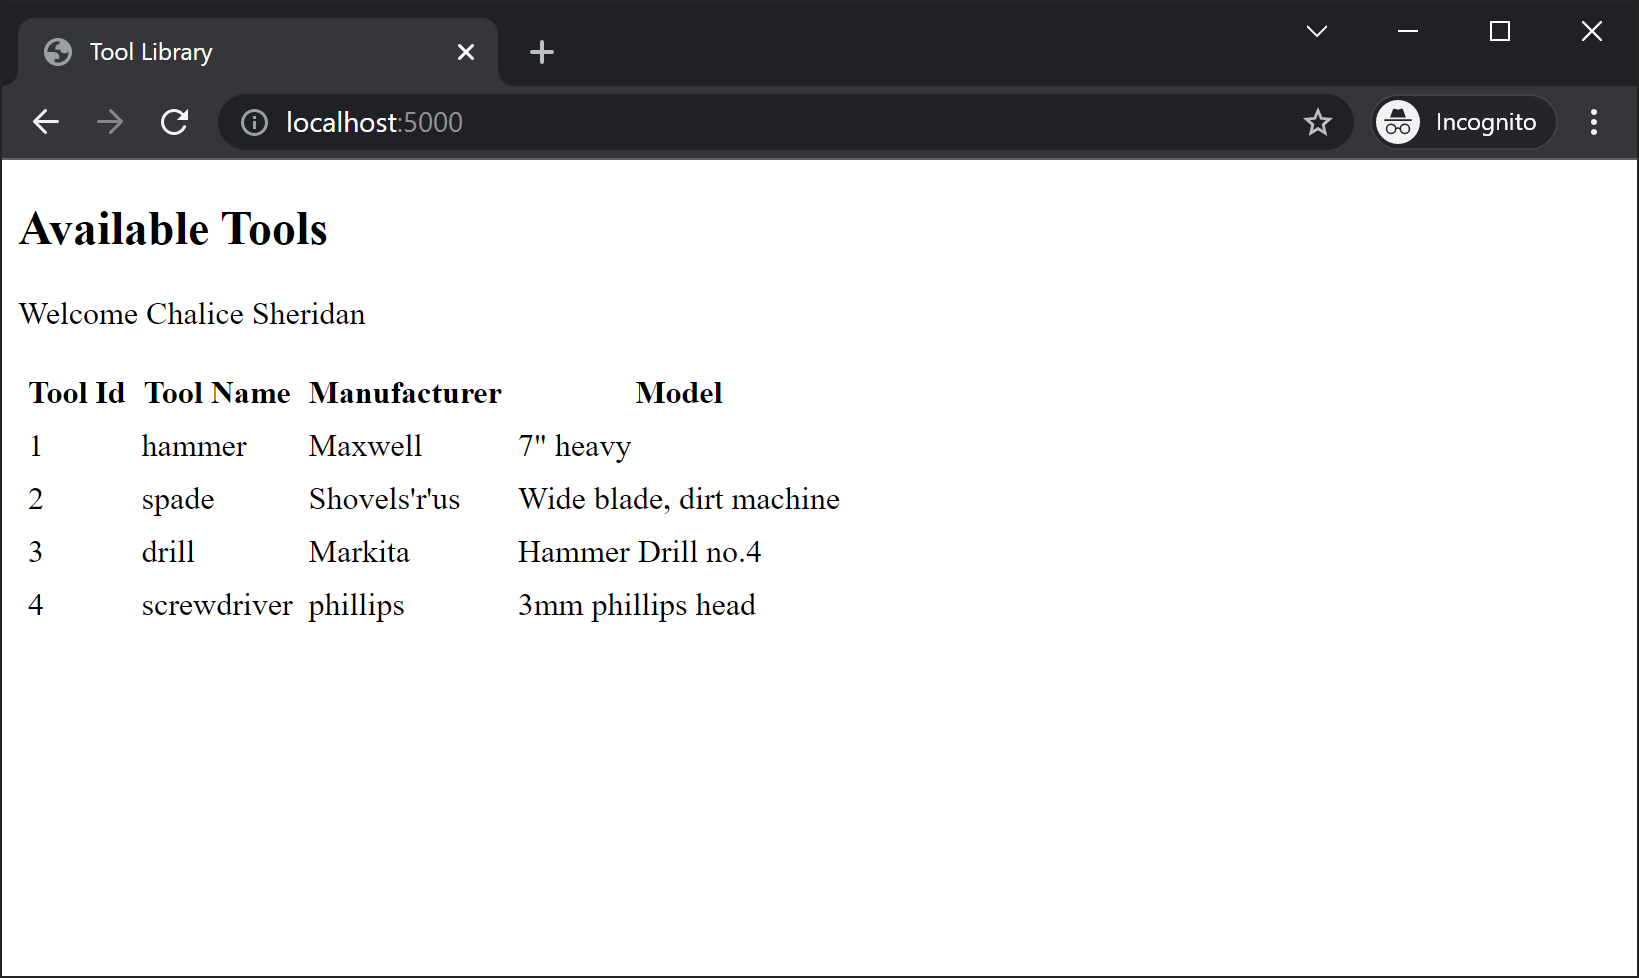 Tool Library
localhost:5000
Incognito
Available Tools
Welcome Chalice Sheridan
Tool Id Tool Name Manufacturer Model
1 hammer Maxwell 7" heavy
2 spade Shovels'r'us Wide blade, dirt machine
3 drill Markita Hammer Drill no.4
4 screwdriver phillips 3mm phillips head